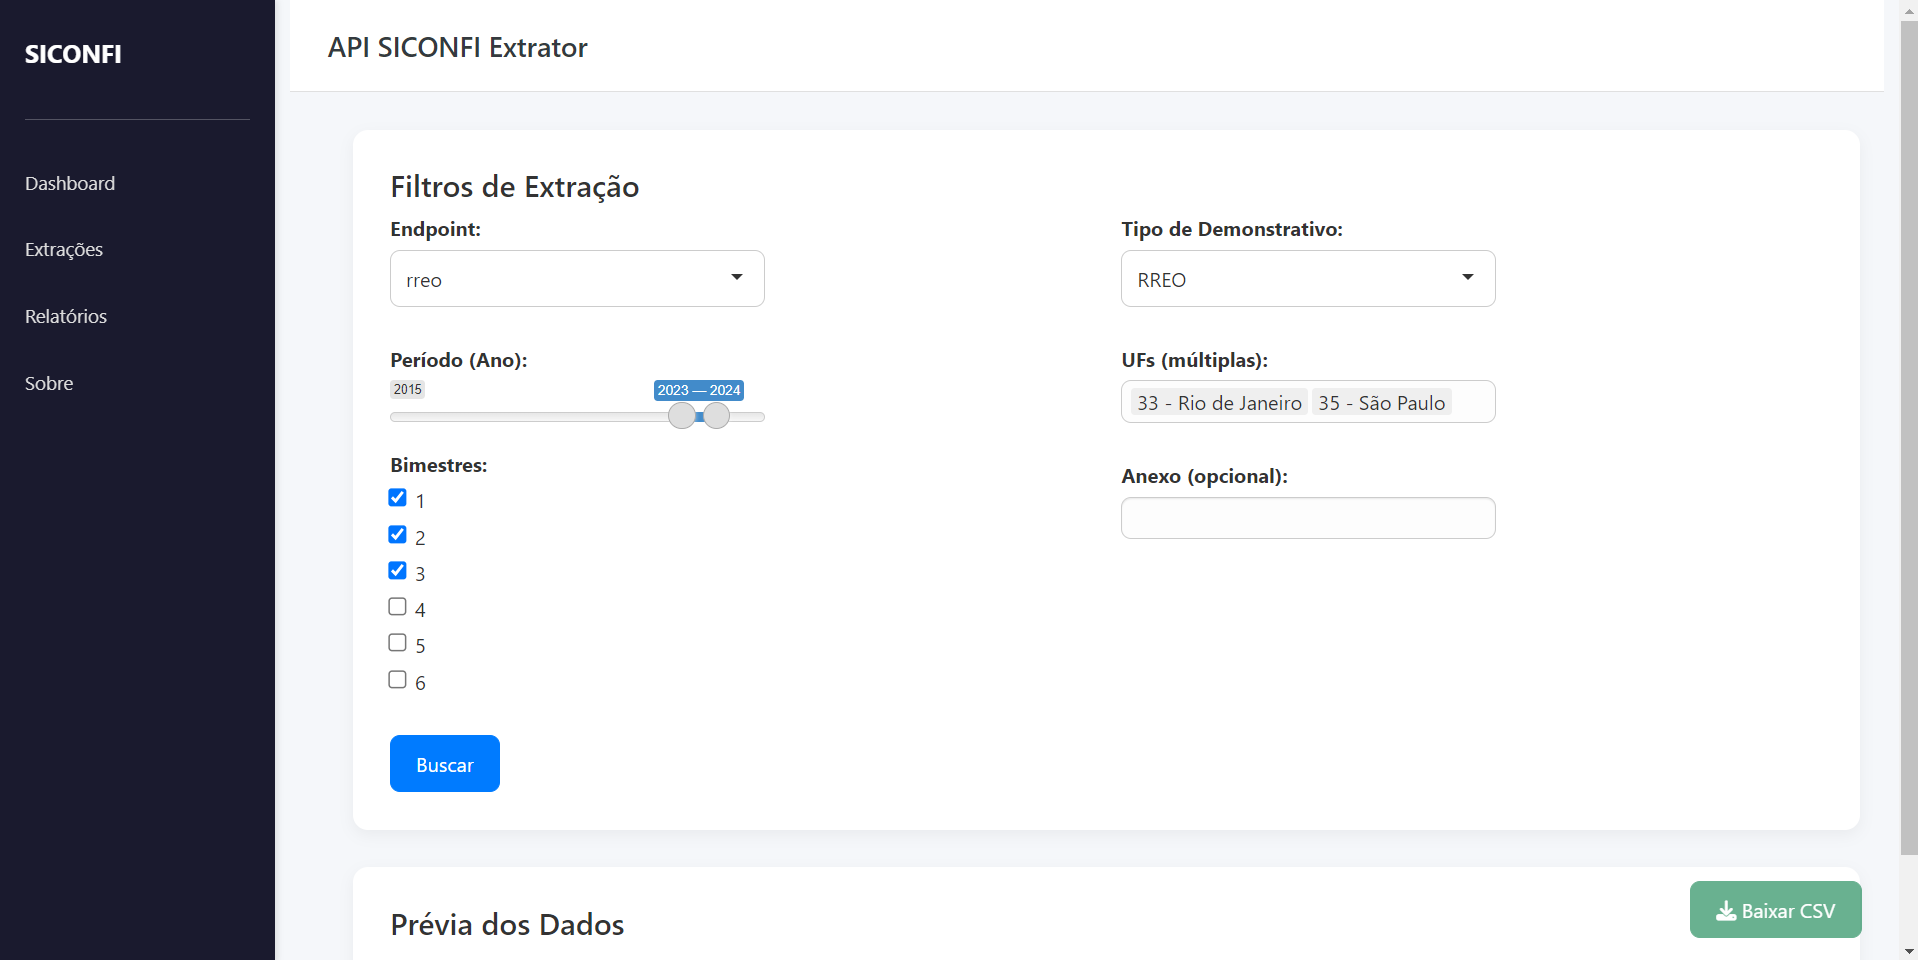 SICONFI
Dashboard
Extrações
Relatórios
Sobre
API SICONFI Extrator
Filtros de Extração
Endpoint:
rreo
Período (Ano):
2015
2023 — 2024
Bimestres:
1
2
3
4
5
6
Buscar
Tipo de Demonstrativo:
RREO
UFs (múltiplas):
33 - Rio de Janeiro 35 - São Paulo
Anexo (opcional):
Prévia dos Dados
Baixar CSV